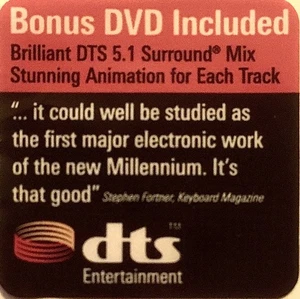 Bonus DVD Included
Brilliant DTS 5.1 Surround® Mix
Stunning Animation for Each Track
“... it could well be studied as
the first major electronic work
of the new Millennium. It's
that good” Stephen Fortner, Keyboard Magazine
dts™
Entertainment